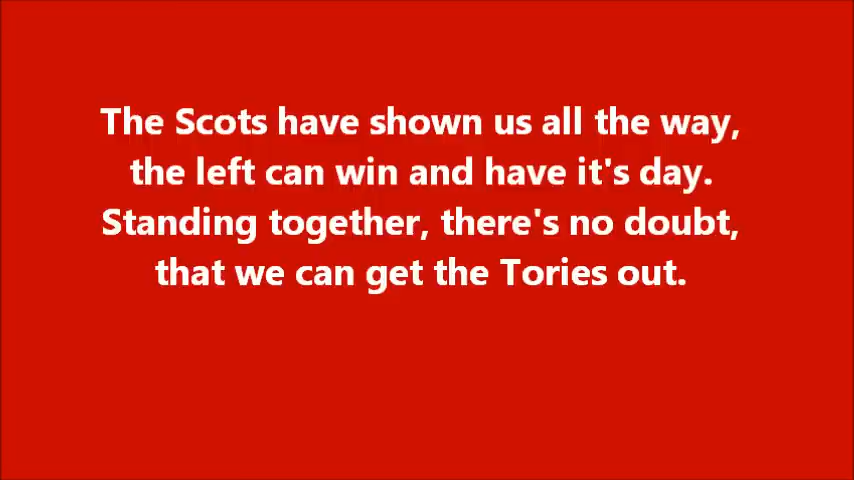 The Scots have shown us all the way,
the left can win and have it's day.
Standing together, there's no doubt,
that we can get the Tories out.